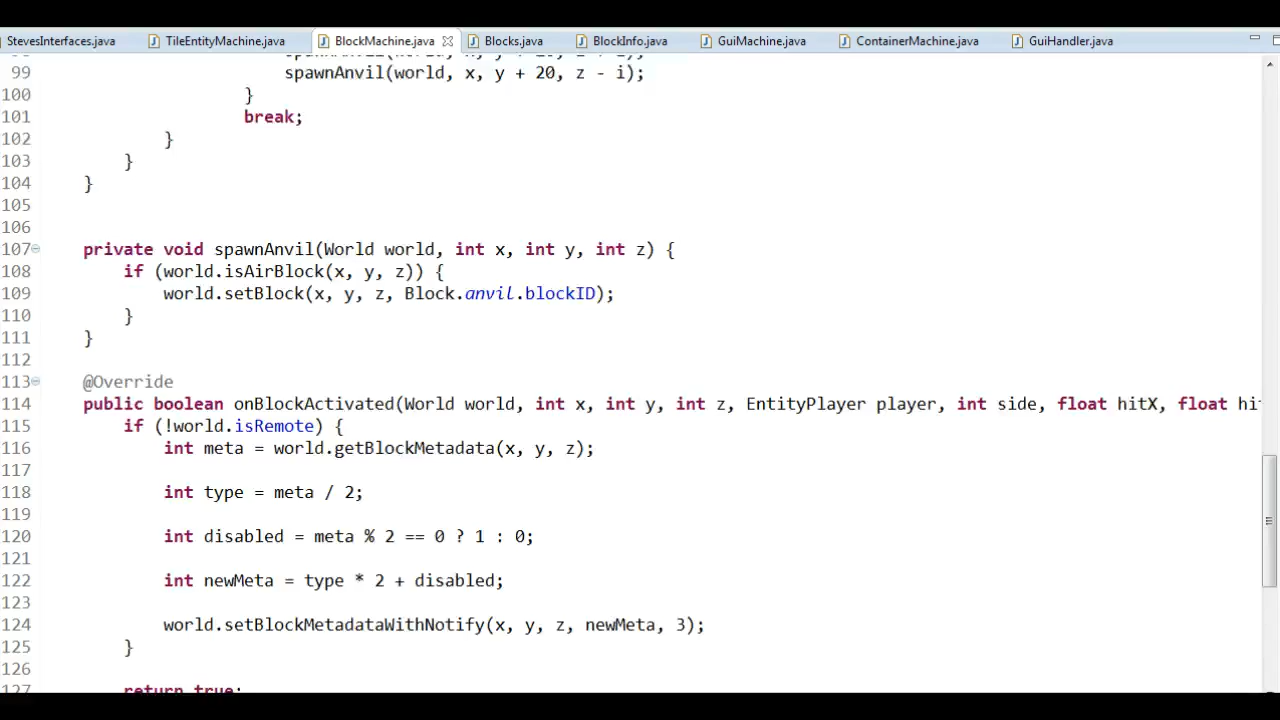 StevesInterfaces.java TileEntityMachine.java BlockMachine.java Blocks.java BlockInfo.java GuiMachine.java ContainerMachine.java GuiHandler.java
99 spawnAnvil(world, x, y + 20, z - i);
100 }
101 break;
102 }
103 }
104 }
105
106
107 private void spawnAnvil(World world, int x, int y, int z) {
108 if (world.isAirBlock(x, y, z)) {
109 world.setBlock(x, y, z, Block.anvil.blockID);
110 }
111 }
112
113 @Override
114 public boolean onBlockActivated(World world, int x, int y, int z, EntityPlayer player, int side, float hitX, float hi
115 if (!world.isRemote) {
116 int meta = world.getBlockMetadata(x, y, z);
117
118 int type = meta / 2;
119
120 int disabled = meta % 2 == 0 ? 1 : 0;
121
122 int newMeta = type * 2 + disabled;
123
124 world.setBlockMetadataWithNotify(x, y, z, newMeta, 3);
125 }
126
127 return true;